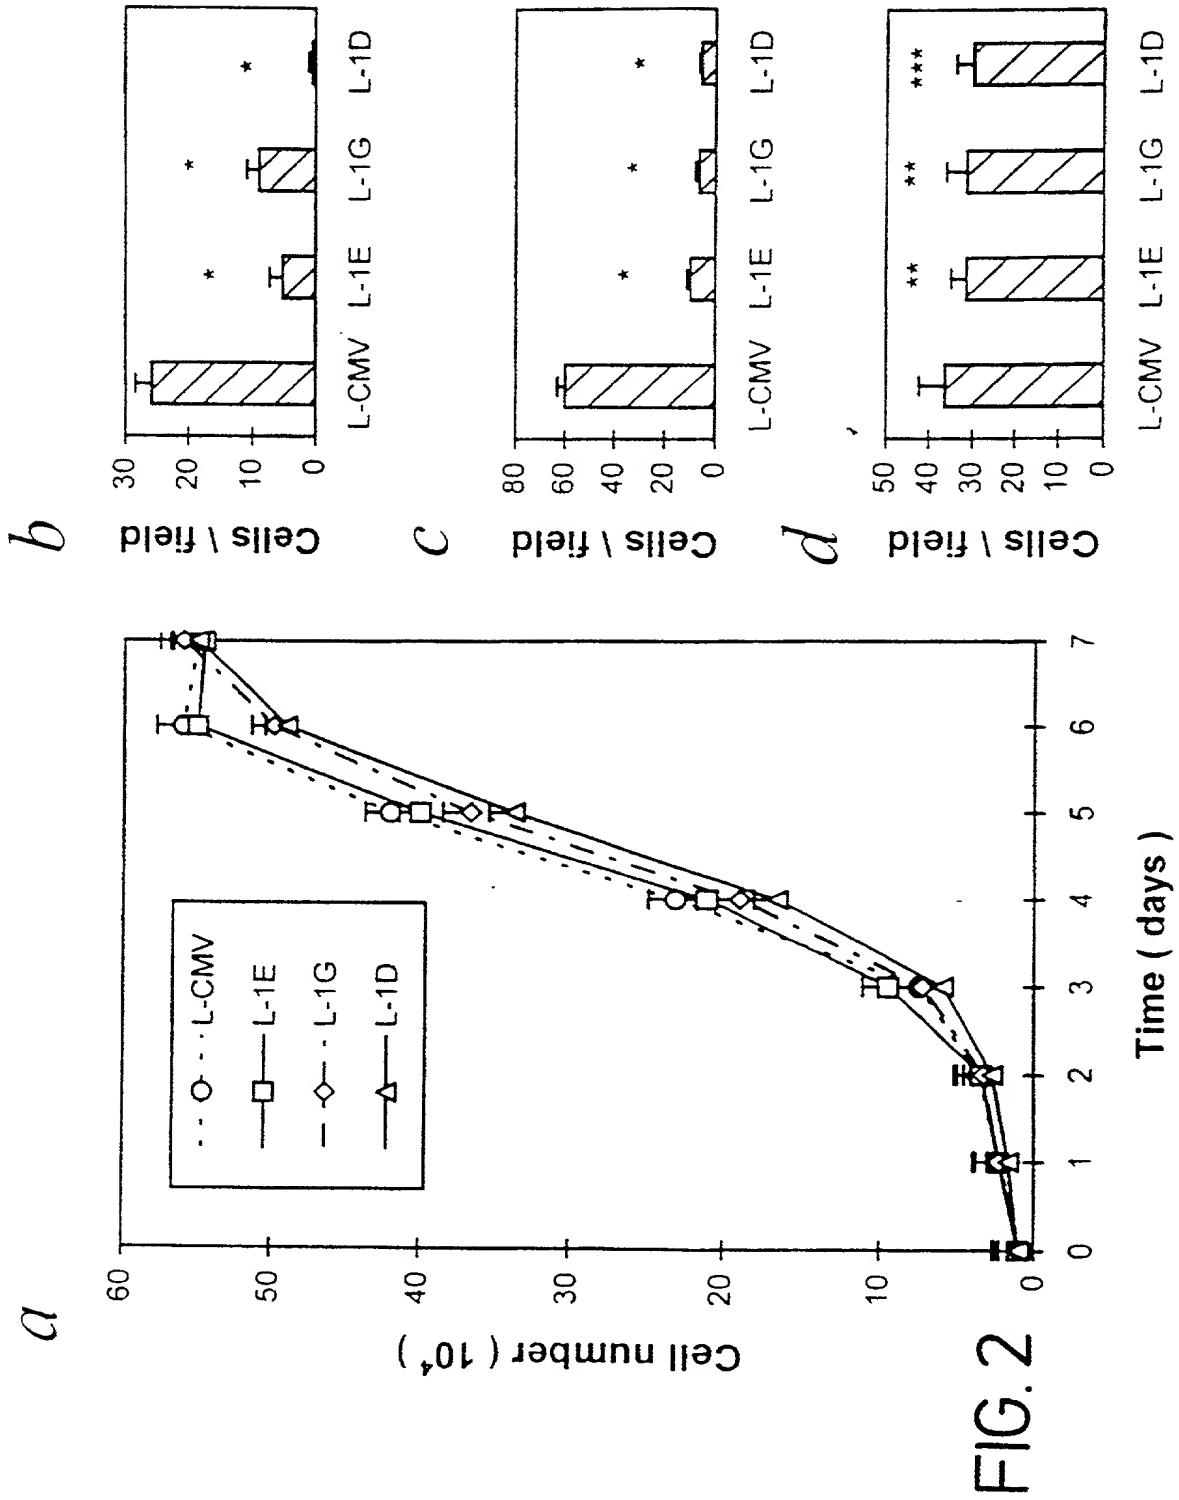 a
Cell number ( 10⁴ )
60
50
40
30
20
10
0
L-CMV
L-1E
L-1G
L-1D
0 1 2 3 4 5 6 7
Time ( days )
b
Cells \ field
30
20
10
0
* * *
L-CMV L-1E L-1G L-1D
c
Cells \ field
80
60
40
20
0
* * *
L-CMV L-1E L-1G L-1D
d
Cells \ field
50
40
30
20
10
0
** ** ***
L-CMV L-1E L-1G L-1D
FIG. 2